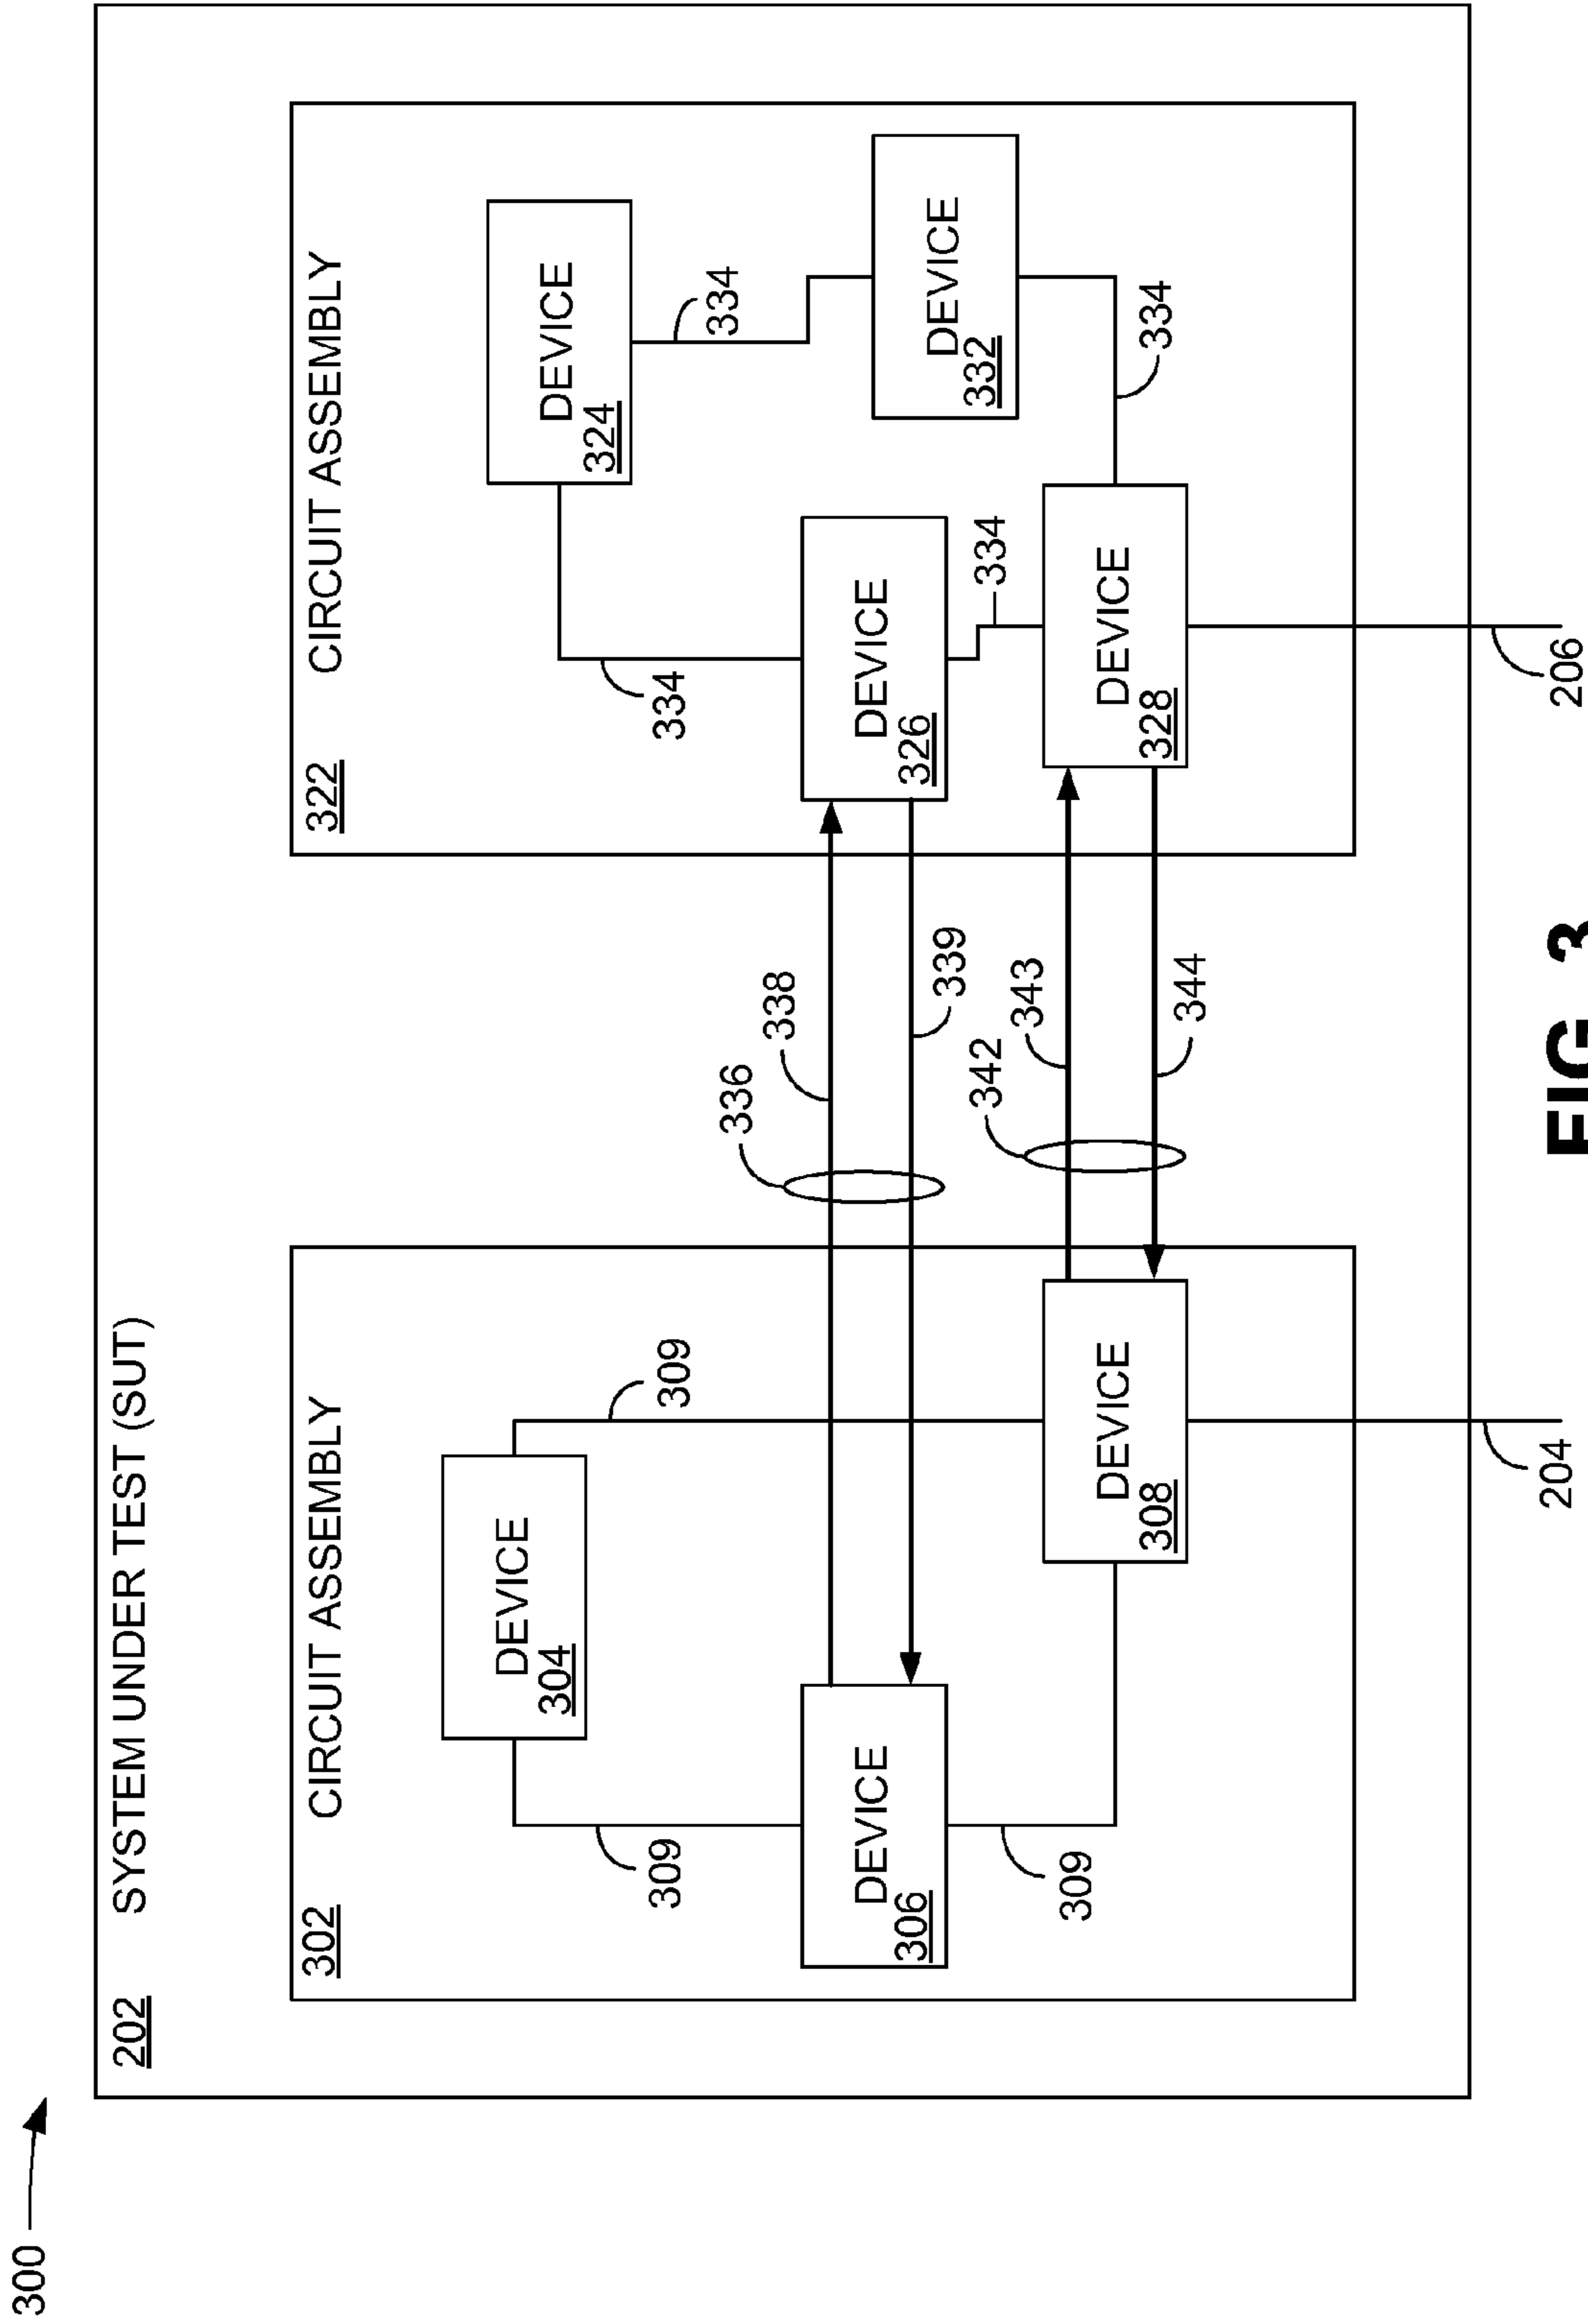 300
202 SYSTEM UNDER TEST (SUT)
302 CIRCUIT ASSEMBLY
322 CIRCUIT ASSEMBLY
DEVICE
304
DEVICE
324
309
309
334
334
336
338
DEVICE
306
DEVICE
326
DEVICE
332
339
334
342
343
309
DEVICE
308
DEVICE
328
334
344
204
206
FIG. 3